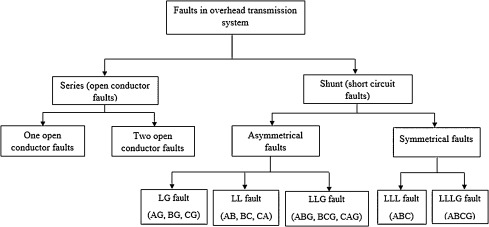 Faults in overhead transmission
system
Series (open conductor
faults)
Shunt (short circuit
faults)
One open
conductor faults
Two open
conductor faults
Asymmetrical
faults
Symmetrical faults
LG fault
(AG, BG, CG)
LL fault
(AB, BC, CA)
LLG fault
(ABG, BCG, CAG)
LLL fault
(ABC)
LLLG fault
(ABCG)